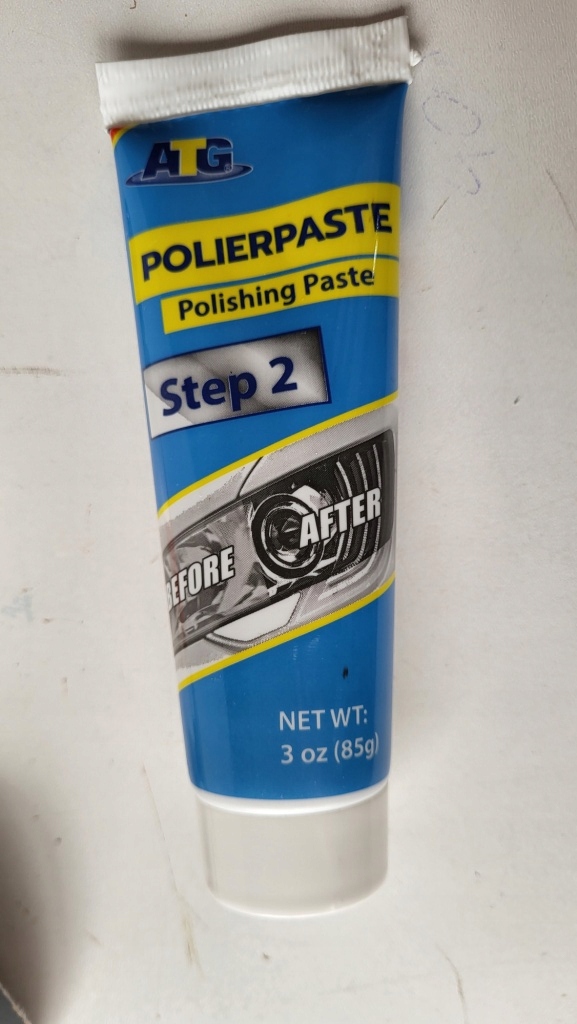 ATG
POLIERPASTE
Polishing Paste
Step 2
BEFORE
AFTER
NET WT:
3 oz (85g)